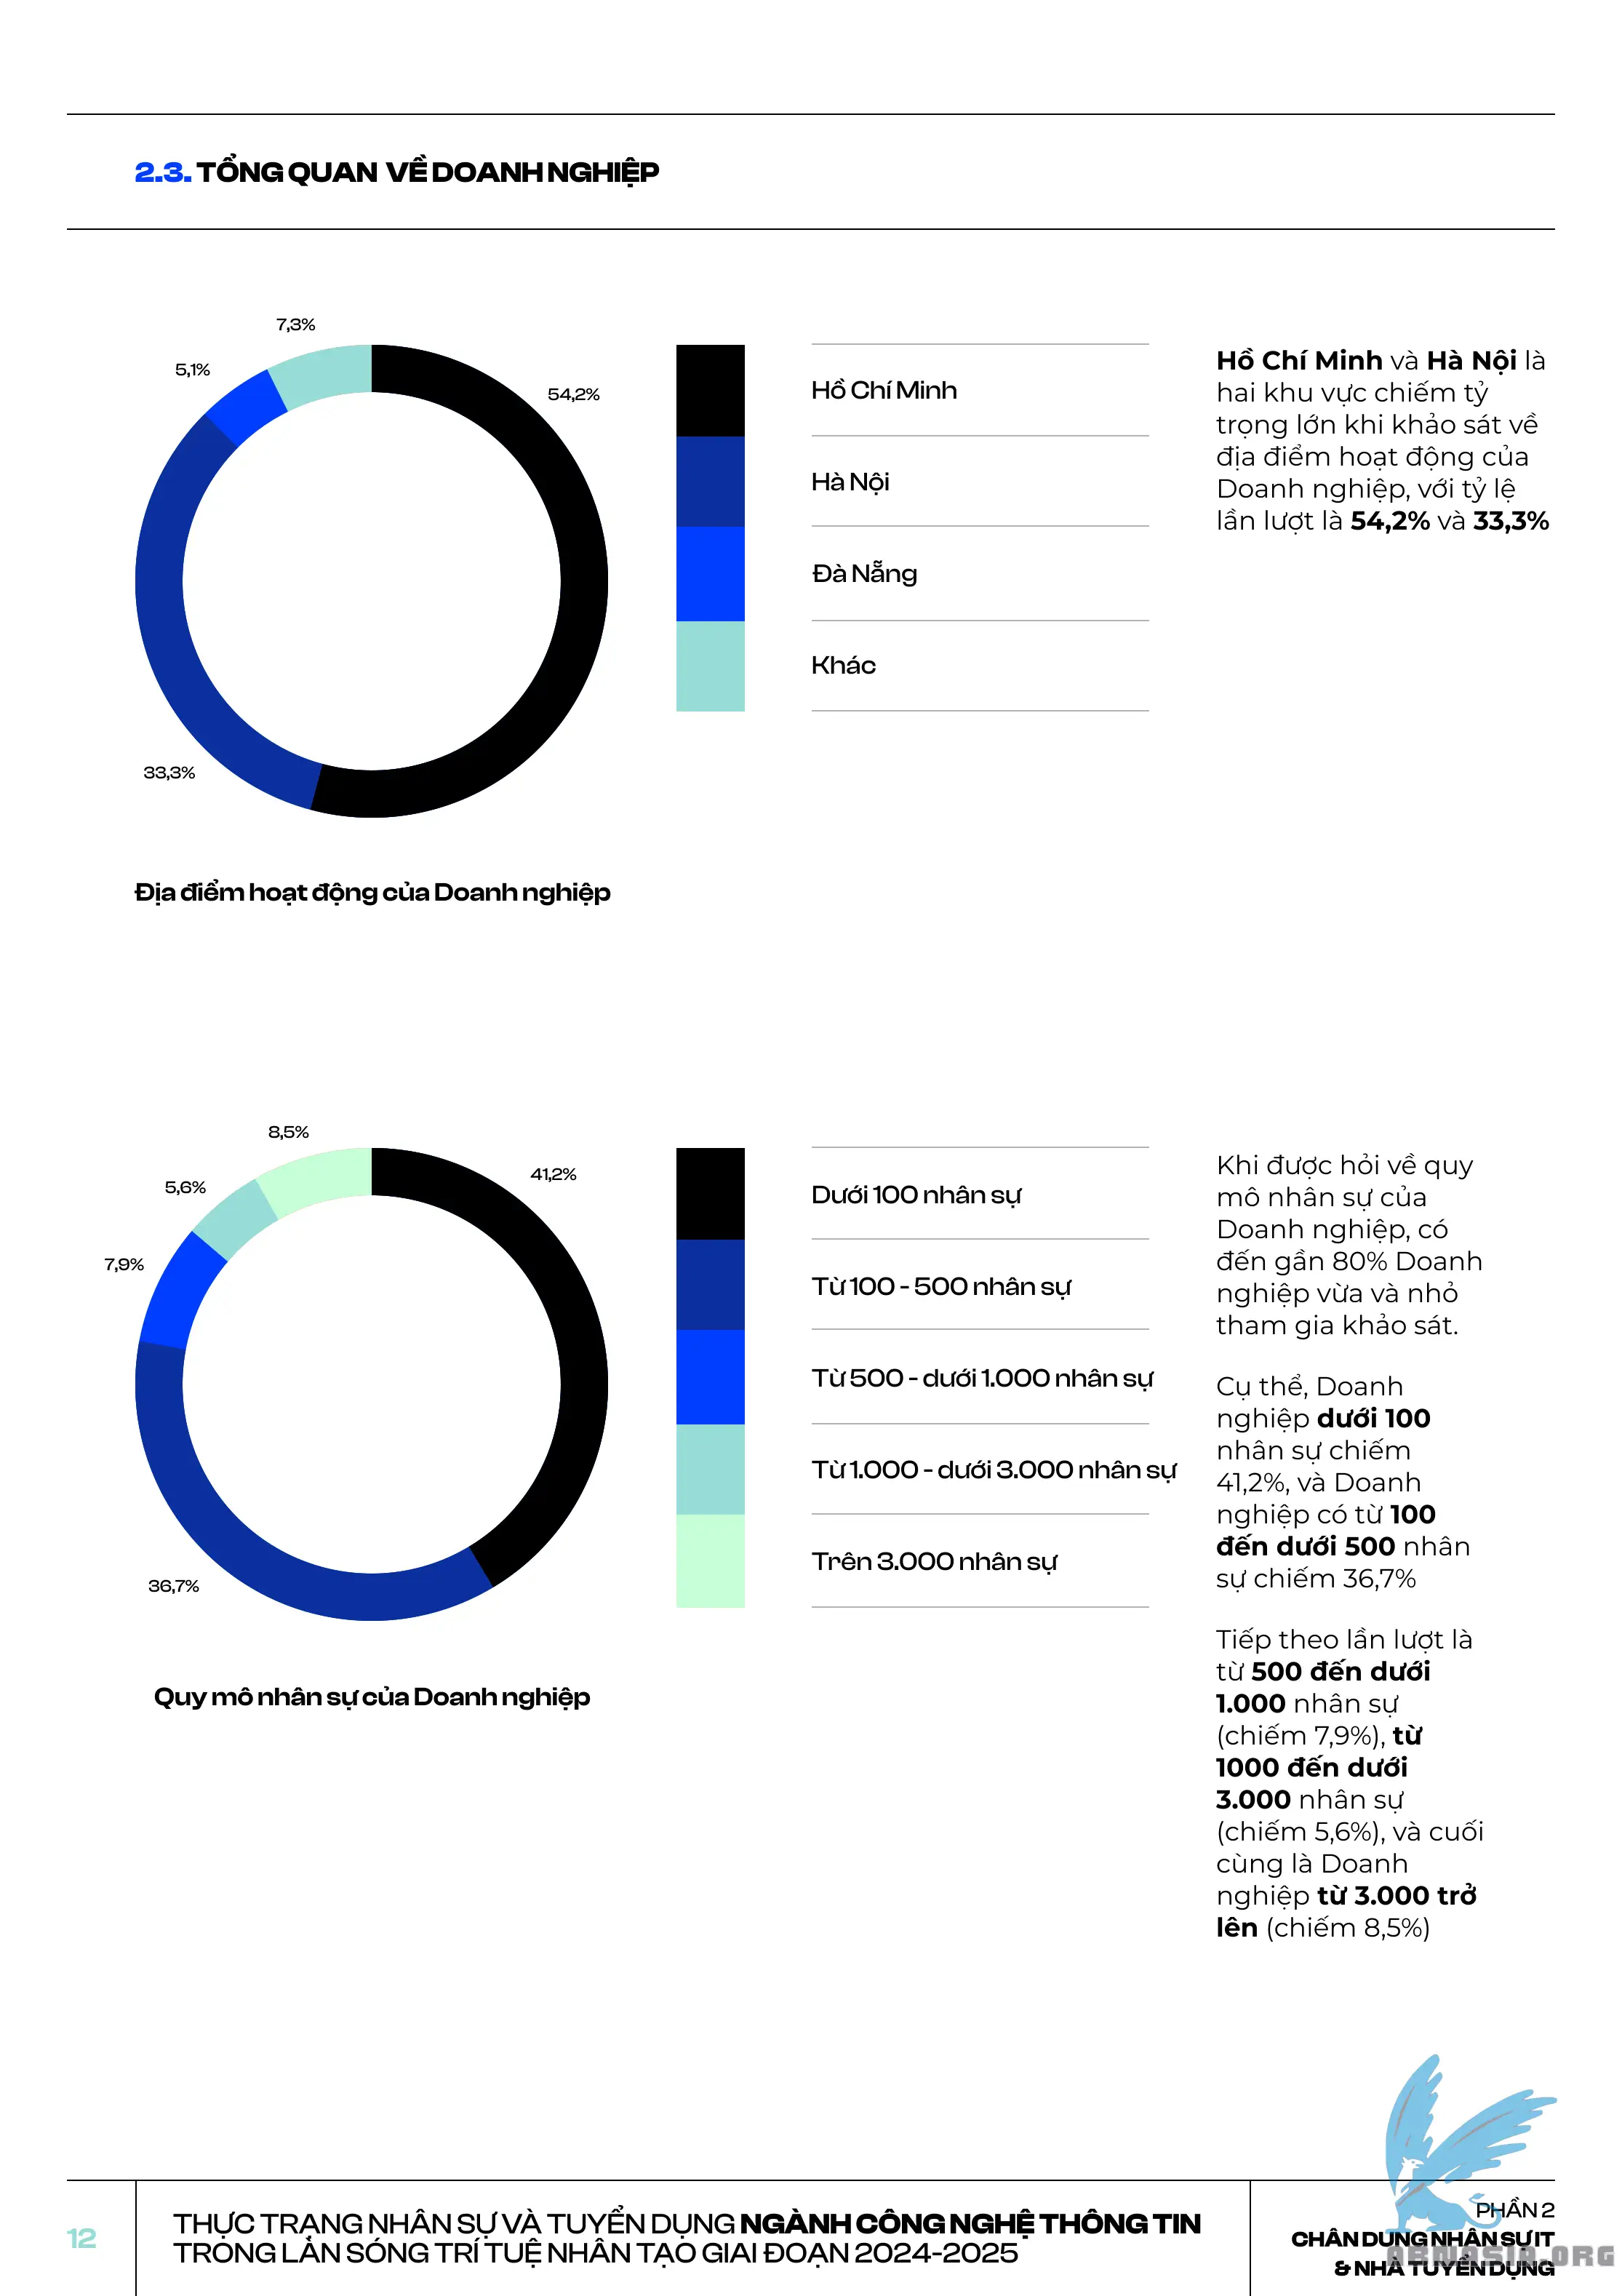 2.3. TỔNG QUAN VỀ DOANH NGHIỆP
7,3%
5,1%
54,2%
33,3%
Địa điểm hoạt động của Doanh nghiệp
Hồ Chí Minh
Hà Nội
Đà Nẵng
Khác
Hồ Chí Minh và Hà Nội là
hai khu vực chiếm tỷ
trọng lớn khi khảo sát về
địa điểm hoạt động của
Doanh nghiệp, với tỷ lệ
lần lượt là 54,2% và 33,3%
8,5%
5,6%
41,2%
7,9%
36,7%
Quy mô nhân sự của Doanh nghiệp
Dưới 100 nhân sự
Từ 100 - 500 nhân sự
Từ 500 - dưới 1.000 nhân sự
Từ 1.000 - dưới 3.000 nhân sự
Trên 3.000 nhân sự
Khi được hỏi về quy
mô nhân sự của
Doanh nghiệp, có
đến gần 80% Doanh
nghiệp vừa và nhỏ
tham gia khảo sát.
Cụ thể, Doanh
nghiệp dưới 100
nhân sự chiếm
41,2%, và Doanh
nghiệp có từ 100
đến dưới 500 nhân
sự chiếm 36,7%
Tiếp theo lần lượt là
từ 500 đến dưới
1.000 nhân sự
(chiếm 7,9%), từ
1000 đến dưới
3.000 nhân sự
(chiếm 5,6%), và cuối
cùng là Doanh
nghiệp từ 3.000 trở
lên (chiếm 8,5%)
12
THỰC TRẠNG NHÂN SỰ VÀ TUYỂN DỤNG NGÀNH CÔNG NGHỆ THÔNG TIN
TRONG LÀN SÓNG TRÍ TUỆ NHÂN TẠO GIAI ĐOẠN 2024-2025
PHẦN 2
CHÂN DUNG NHÂN SỰ IT
& NHÀ TUYỂN DỤNG